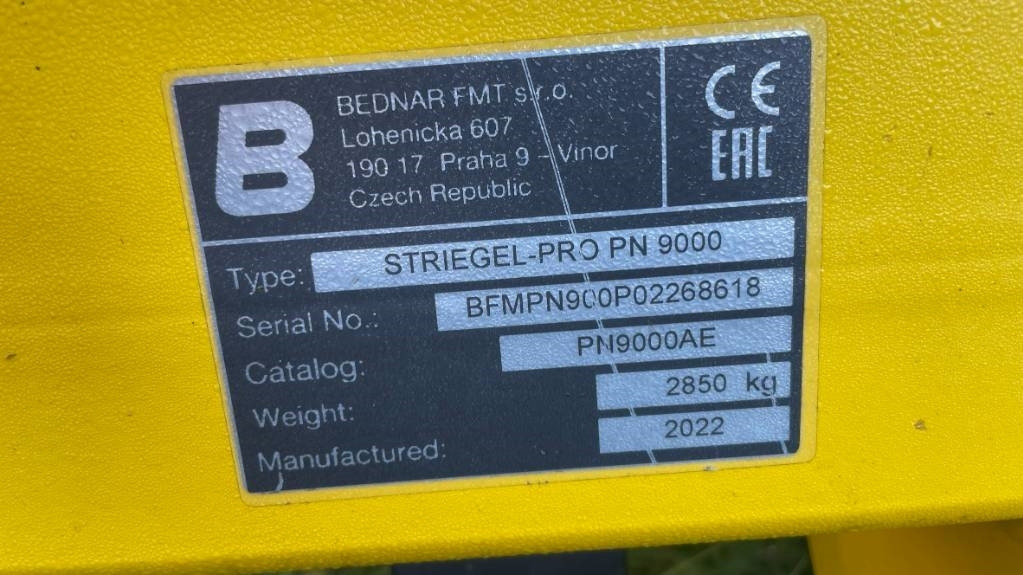 B
BEDNAR FMT s.r.o.
Lohenicka 607
190 17 Praha 9 – Vinor
Czech Republic
CE
EAC
Type: STRIEGEL-PRO PN 9000
Serial No.: BFMPN900P02268618
Catalog: PN9000AE
Weight: 2850 kg
Manufactured: 2022